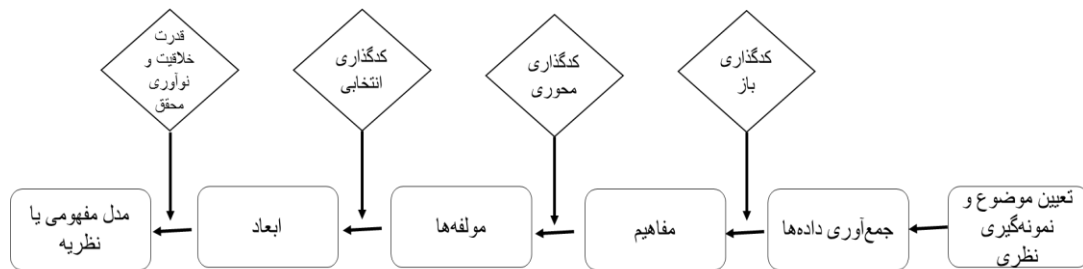 کدگذاری
باز
کدگذاری
محوری
کدگذاری
انتخابی
قدرت
خلاقیت و
نوآوری
محقق
تعیین موضوع و
نمونه‌گیری
نظری
جمع‌آوری داده‌ها
مفاهیم
مولفه‌ها
ابعاد
مدل مفهومی یا
نظریه